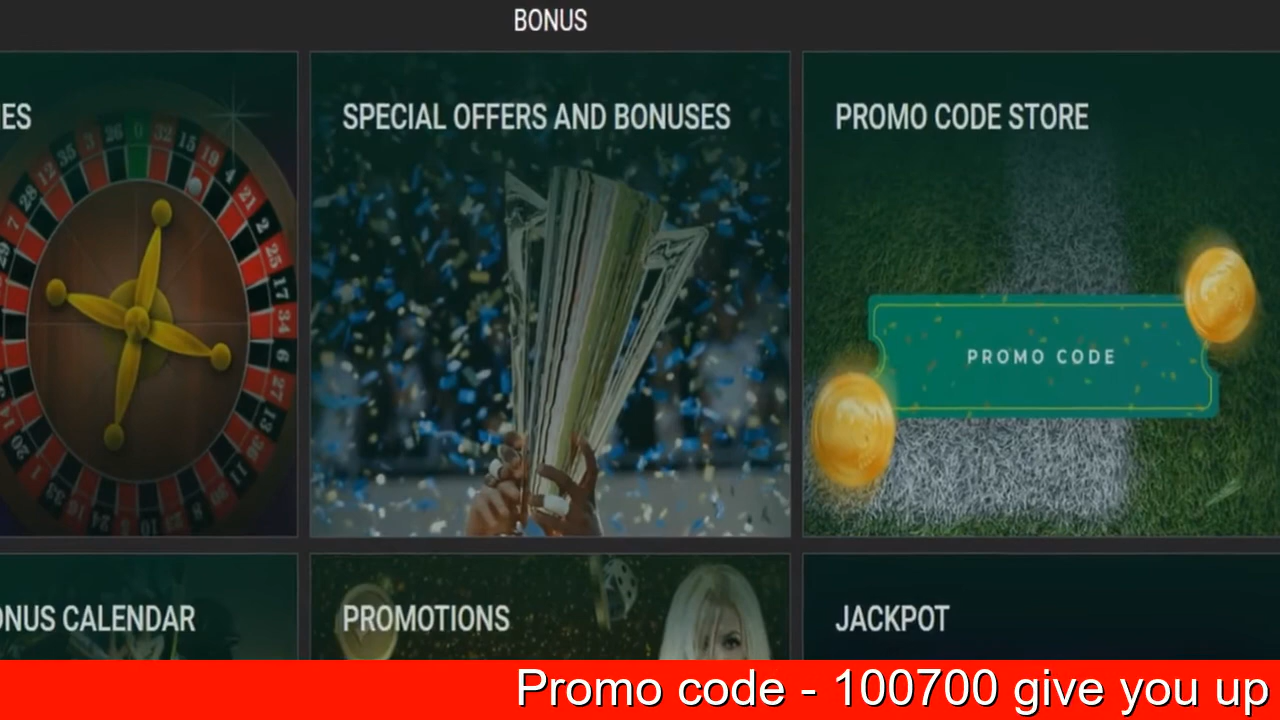 BONUS
ES
SPECIAL OFFERS AND BONUSES
PROMO CODE STORE
PROMO CODE
ONUS CALENDAR
PROMOTIONS
JACKPOT
Promo code - 100700 give you up